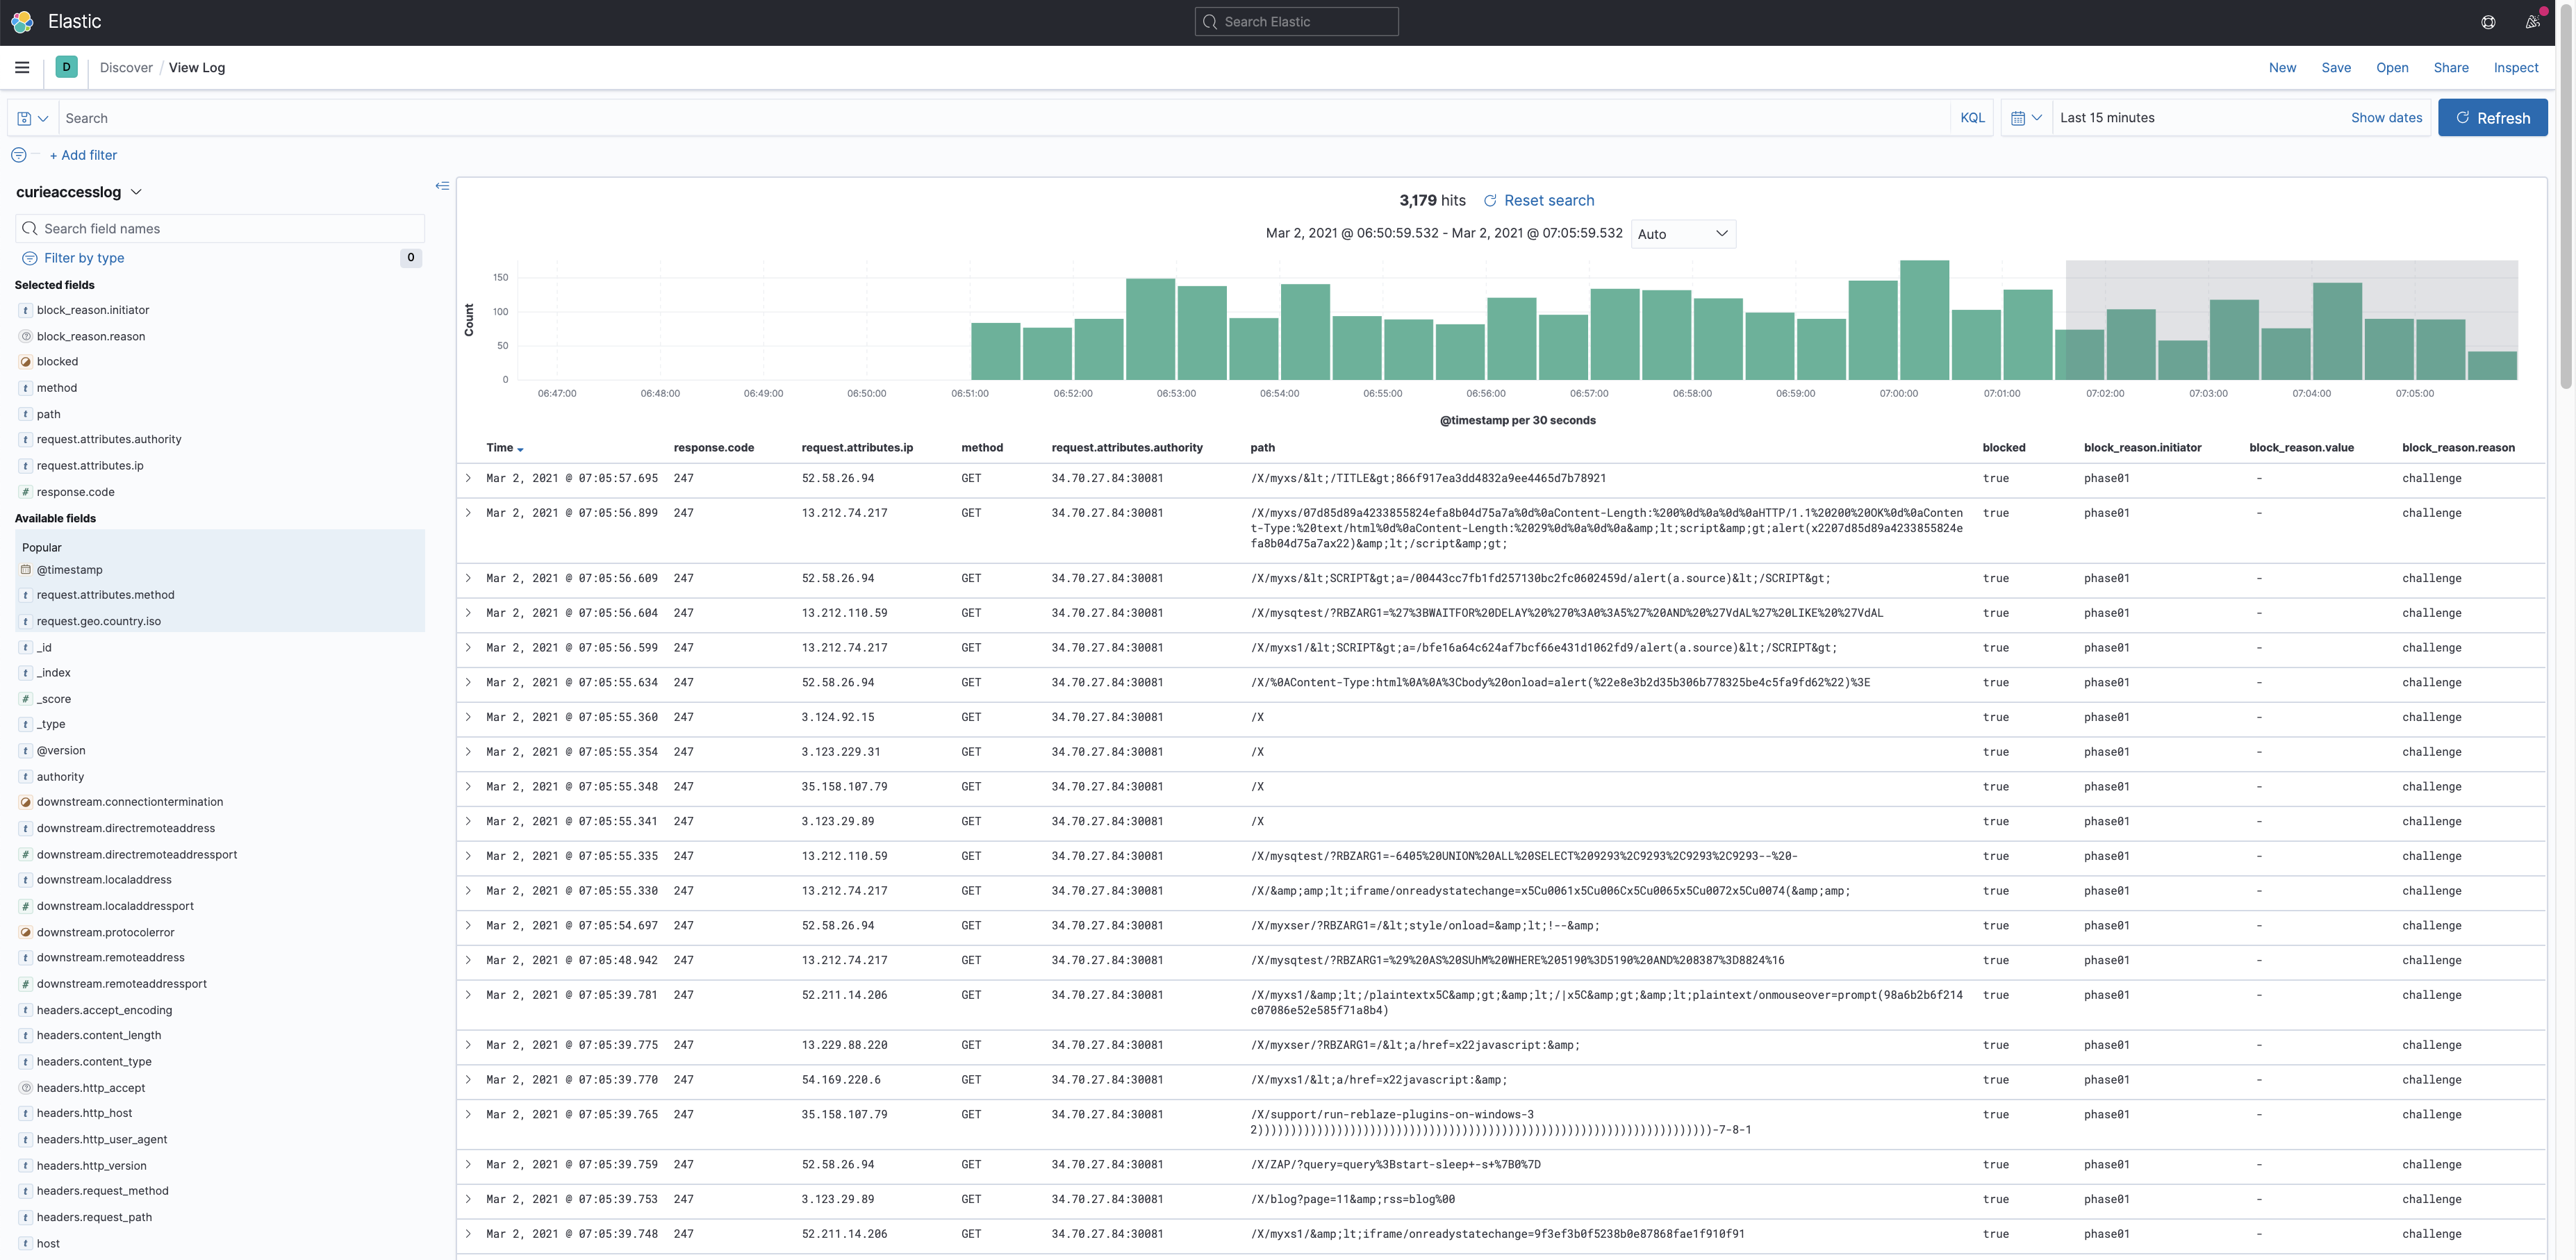 Elastic
Search Elastic
D
Discover / View Log
New Save Open Share Inspect
Search
KQL
Last 15 minutes
Show dates
Refresh
+ Add filter
curieaccesslog
Search field names
Filter by type 0
Selected fields
t block_reason.initiator
block_reason.reason
blocked
t method
t path
t request.attributes.authority
t request.attributes.ip
# response.code
Available fields
Popular
@timestamp
t request.attributes.method
t request.geo.country.iso
t _id
t _index
# _score
t _type
t @version
t authority
downstream.connectiontermination
t downstream.directremoteaddress
# downstream.directremoteaddressport
t downstream.localaddress
# downstream.localaddressport
downstream.protocolerror
t downstream.remoteaddress
# downstream.remoteaddressport
t headers.accept_encoding
t headers.content_length
t headers.content_type
headers.http_accept
t headers.http_host
t headers.http_user_agent
t headers.http_version
t headers.request_method
t headers.request_path
t host
3,179 hits Reset search
Mar 2, 2021 @ 06:50:59.532 - Mar 2, 2021 @ 07:05:59.532 Auto
Count
150
100
50
0
06:47:00 06:48:00 06:49:00 06:50:00 06:51:00 06:52:00 06:53:00 06:54:00 06:55:00 06:56:00 06:57:00 06:58:00 06:59:00 07:00:00 07:01:00 07:02:00 07:03:00 07:04:00 07:05:00
@timestamp per 30 seconds
Time response.code request.attributes.ip method request.attributes.authority path blocked block_reason.initiator block_reason.value block_reason.reason
Mar 2, 2021 @ 07:05:57.695 247 52.58.26.94 GET 34.70.27.84:30081 /X/myxs/&lt;/TITLE&gt;866f917ea3dd4832a9ee4465d7b78921 true phase01 - challenge
Mar 2, 2021 @ 07:05:56.899 247 13.212.74.217 GET 34.70.27.84:30081 /X/myxs/07d85d89a4233855824efa8b04d75a7a%0d%0aContent-Length:%200%0d%0a%0d%0aHTTP/1.1%20200%20OK%0d%0aConten true phase01 - challenge
t-Type:%20text/html%0d%0aContent-Length:%2029%0d%0a%0d%0a&amp;lt;script&amp;gt;alert(x2207d85d89a4233855824e
fa8b04d75a7ax22)&amp;lt;/script&amp;gt;
Mar 2, 2021 @ 07:05:56.609 247 52.58.26.94 GET 34.70.27.84:30081 /X/myxs/&lt;SCRIPT&gt;a=/00443cc7fb1fd257130bc2fc0602459d/alert(a.source)&lt;/SCRIPT&gt; true phase01 - challenge
Mar 2, 2021 @ 07:05:56.604 247 13.212.110.59 GET 34.70.27.84:30081 /X/mysqtest/?RBZARG1=%27%3BWAITFOR%20DELAY%20%270%3A0%3A5%27%20AND%20%27VdAL%27%20LIKE%20%27VdAL true phase01 - challenge
Mar 2, 2021 @ 07:05:56.599 247 13.212.74.217 GET 34.70.27.84:30081 /X/myxs1/&lt;SCRIPT&gt;a=/bfe16a64c624af7bcf66e431d1062fd9/alert(a.source)&lt;/SCRIPT&gt; true phase01 - challenge
Mar 2, 2021 @ 07:05:55.634 247 52.58.26.94 GET 34.70.27.84:30081 /X/%0AContent-Type:html%0A%0A%3Cbody%20onload=alert(%22e8e3b2d35b306b778325be4c5fa9fd62%22)%3E true phase01 - challenge
Mar 2, 2021 @ 07:05:55.360 247 3.124.92.15 GET 34.70.27.84:30081 /X true phase01 - challenge
Mar 2, 2021 @ 07:05:55.354 247 3.123.229.31 GET 34.70.27.84:30081 /X true phase01 - challenge
Mar 2, 2021 @ 07:05:55.348 247 35.158.107.79 GET 34.70.27.84:30081 /X true phase01 - challenge
Mar 2, 2021 @ 07:05:55.341 247 3.123.29.89 GET 34.70.27.84:30081 /X true phase01 - challenge
Mar 2, 2021 @ 07:05:55.335 247 13.212.110.59 GET 34.70.27.84:30081 /X/mysqtest/?RBZARG1=-6405%20UNION%20ALL%20SELECT%209293%2C9293%2C9293%2C9293--%20- true phase01 - challenge
Mar 2, 2021 @ 07:05:55.330 247 13.212.74.217 GET 34.70.27.84:30081 /X/&amp;amp;lt;iframe/onreadystatechange=x5Cu0061x5Cu006Cx5Cu0065x5Cu0072x5Cu0074(&amp;amp; true phase01 - challenge
Mar 2, 2021 @ 07:05:54.697 247 52.58.26.94 GET 34.70.27.84:30081 /X/myxser/?RBZARG1=/&lt;style/onload=&amp;lt;!--&amp; true phase01 - challenge
Mar 2, 2021 @ 07:05:48.942 247 13.212.74.217 GET 34.70.27.84:30081 /X/mysqtest/?RBZARG1=%29%20AS%20SUhM%20WHERE%205190%3D5190%20AND%208387%3D8824%16 true phase01 - challenge
Mar 2, 2021 @ 07:05:39.781 247 52.211.14.206 GET 34.70.27.84:30081 /X/myxs1/&amp;lt;/plaintextx5C&amp;gt;&amp;lt;/|x5C&amp;gt;&amp;lt;plaintext/onmouseover=prompt(98a6b2b6f214 true phase01 - challenge
c07086e52e585f71a8b4)
Mar 2, 2021 @ 07:05:39.775 247 13.229.88.220 GET 34.70.27.84:30081 /X/myxser/?RBZARG1=/&lt;a/href=x22javascript:&amp; true phase01 - challenge
Mar 2, 2021 @ 07:05:39.770 247 54.169.220.6 GET 34.70.27.84:30081 /X/myxs1/&lt;a/href=x22javascript:&amp; true phase01 - challenge
Mar 2, 2021 @ 07:05:39.765 247 35.158.107.79 GET 34.70.27.84:30081 /X/support/run-reblaze-plugins-on-windows-3 true phase01 - challenge
2)))))))))))))))))))))))))))))))))))))))))))))))))))))))))))))))))))))-7-8-1
Mar 2, 2021 @ 07:05:39.759 247 52.58.26.94 GET 34.70.27.84:30081 /X/ZAP/?query=query%3Bstart-sleep+-s+%7B0%7D true phase01 - challenge
Mar 2, 2021 @ 07:05:39.753 247 3.123.29.89 GET 34.70.27.84:30081 /X/blog?page=11&amp;rss=blog%00 true phase01 - challenge
Mar 2, 2021 @ 07:05:39.748 247 52.211.14.206 GET 34.70.27.84:30081 /X/myxs1/&amp;lt;iframe/onreadystatechange=9f3ef3b0f5238b0e87868fae1f910f91 true phase01 - challenge